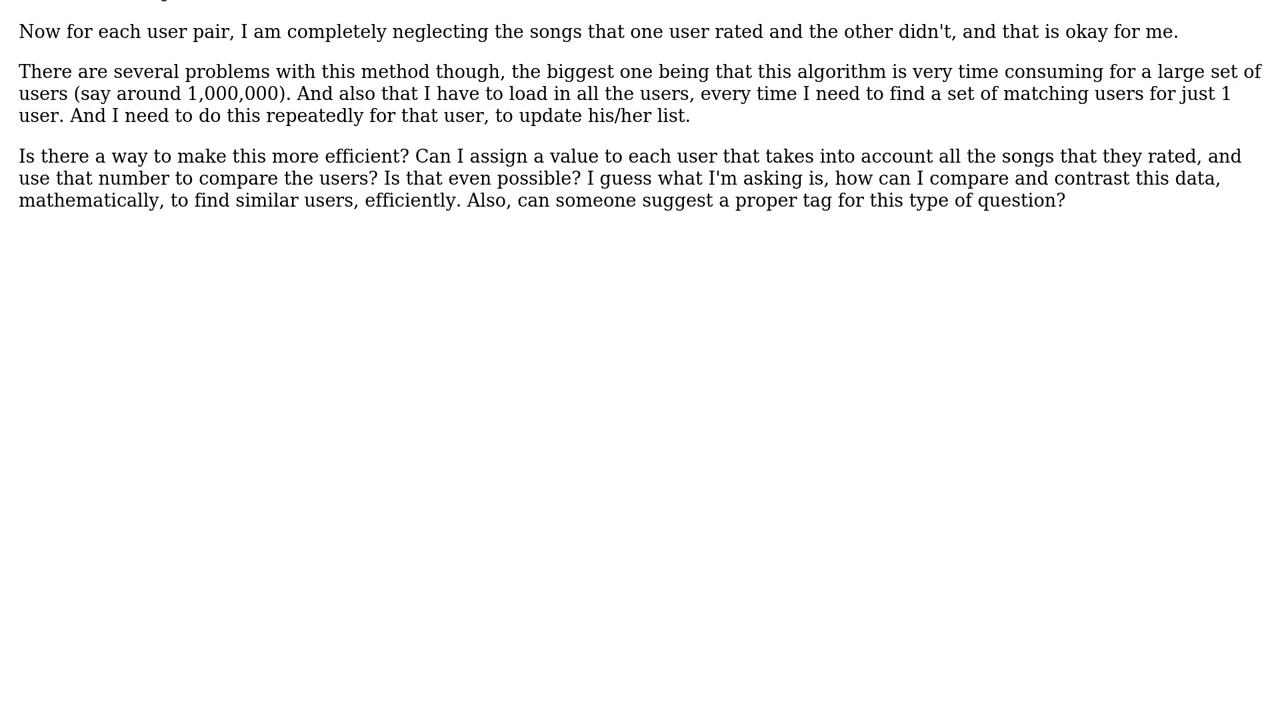 Now for each user pair, I am completely neglecting the songs that one user rated and the other didn't, and that is okay for me.
There are several problems with this method though, the biggest one being that this algorithm is very time consuming for a large set of
users (say around 1,000,000). And also that I have to load in all the users, every time I need to find a set of matching users for just 1
user. And I need to do this repeatedly for that user, to update his/her list.
Is there a way to make this more efficient? Can I assign a value to each user that takes into account all the songs that they rated, and
use that number to compare the users? Is that even possible? I guess what I'm asking is, how can I compare and contrast this data,
mathematically, to find similar users, efficiently. Also, can someone suggest a proper tag for this type of question?